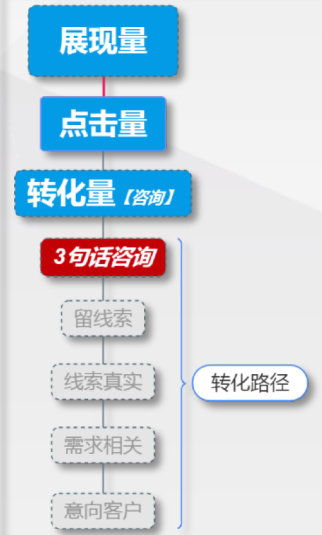 展现量
点击量
转化量【咨询】
3句话咨询
留线索
线索真实
转化路径
需求相关
意向客户